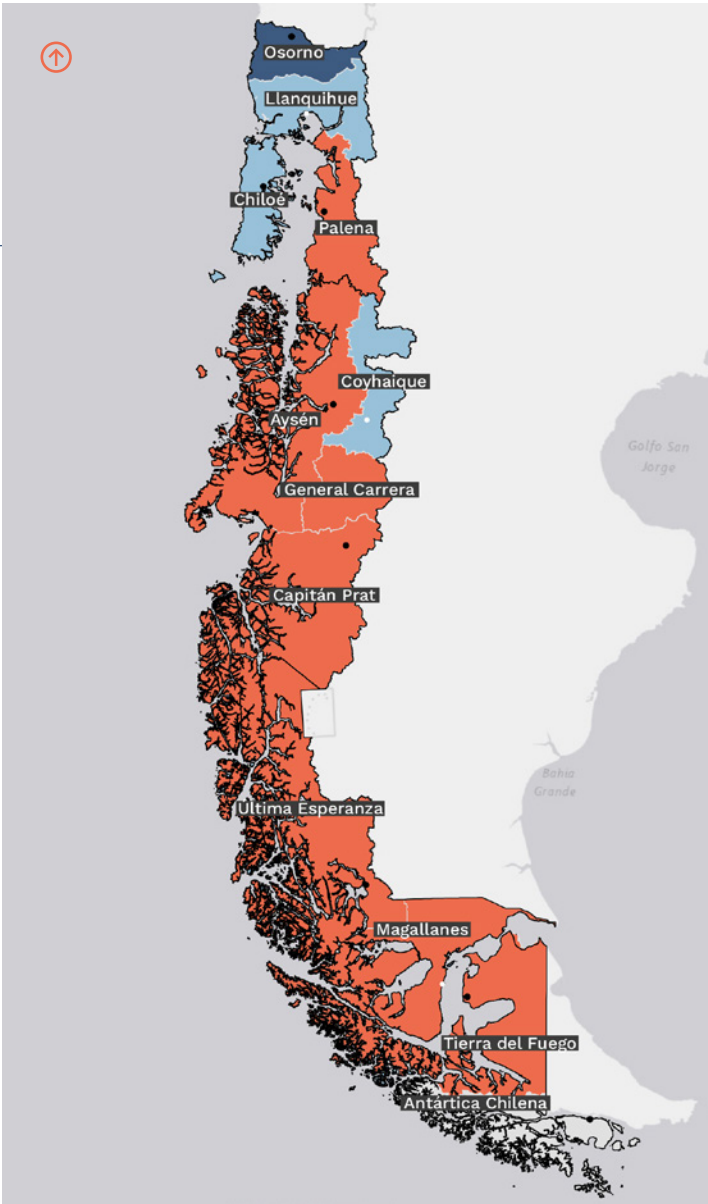 Osorno
Llanquihue
Chiloé
Palena
Coyhaique
Aysén
Golfo San
Jorge
General Carrera
Capitán Prat
Bahía
Grande
Última Esperanza
Magallanes
Tierra del Fuego
Antártica Chilena